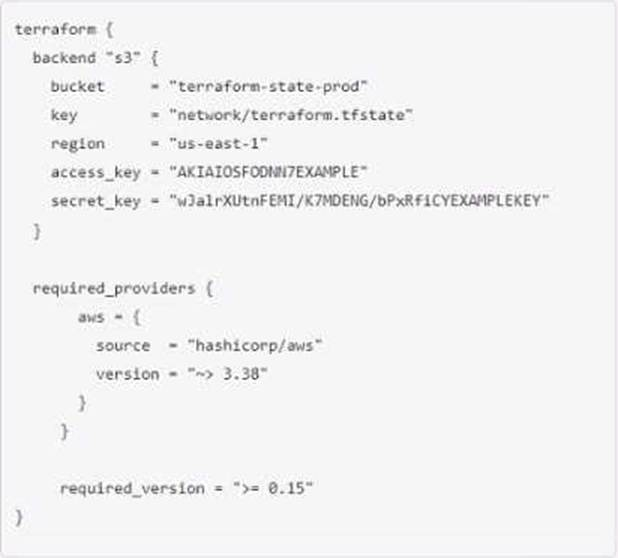 terraform {
  backend "s3" {
    bucket     = "terraform-state-prod"
    key        = "network/terraform.tfstate"
    region     = "us-east-1"
    access_key = "AKIAIOSFODNN7EXAMPLE"
    secret_key = "wJalrXUtnFEMI/K7MDENG/bPxRfiCYEXAMPLEKEY"
  }

  required_providers {
       aws = {
         source  = "hashicorp/aws"
         version = "~> 3.38"
       }
     }

     required_version = ">= 0.15"
}